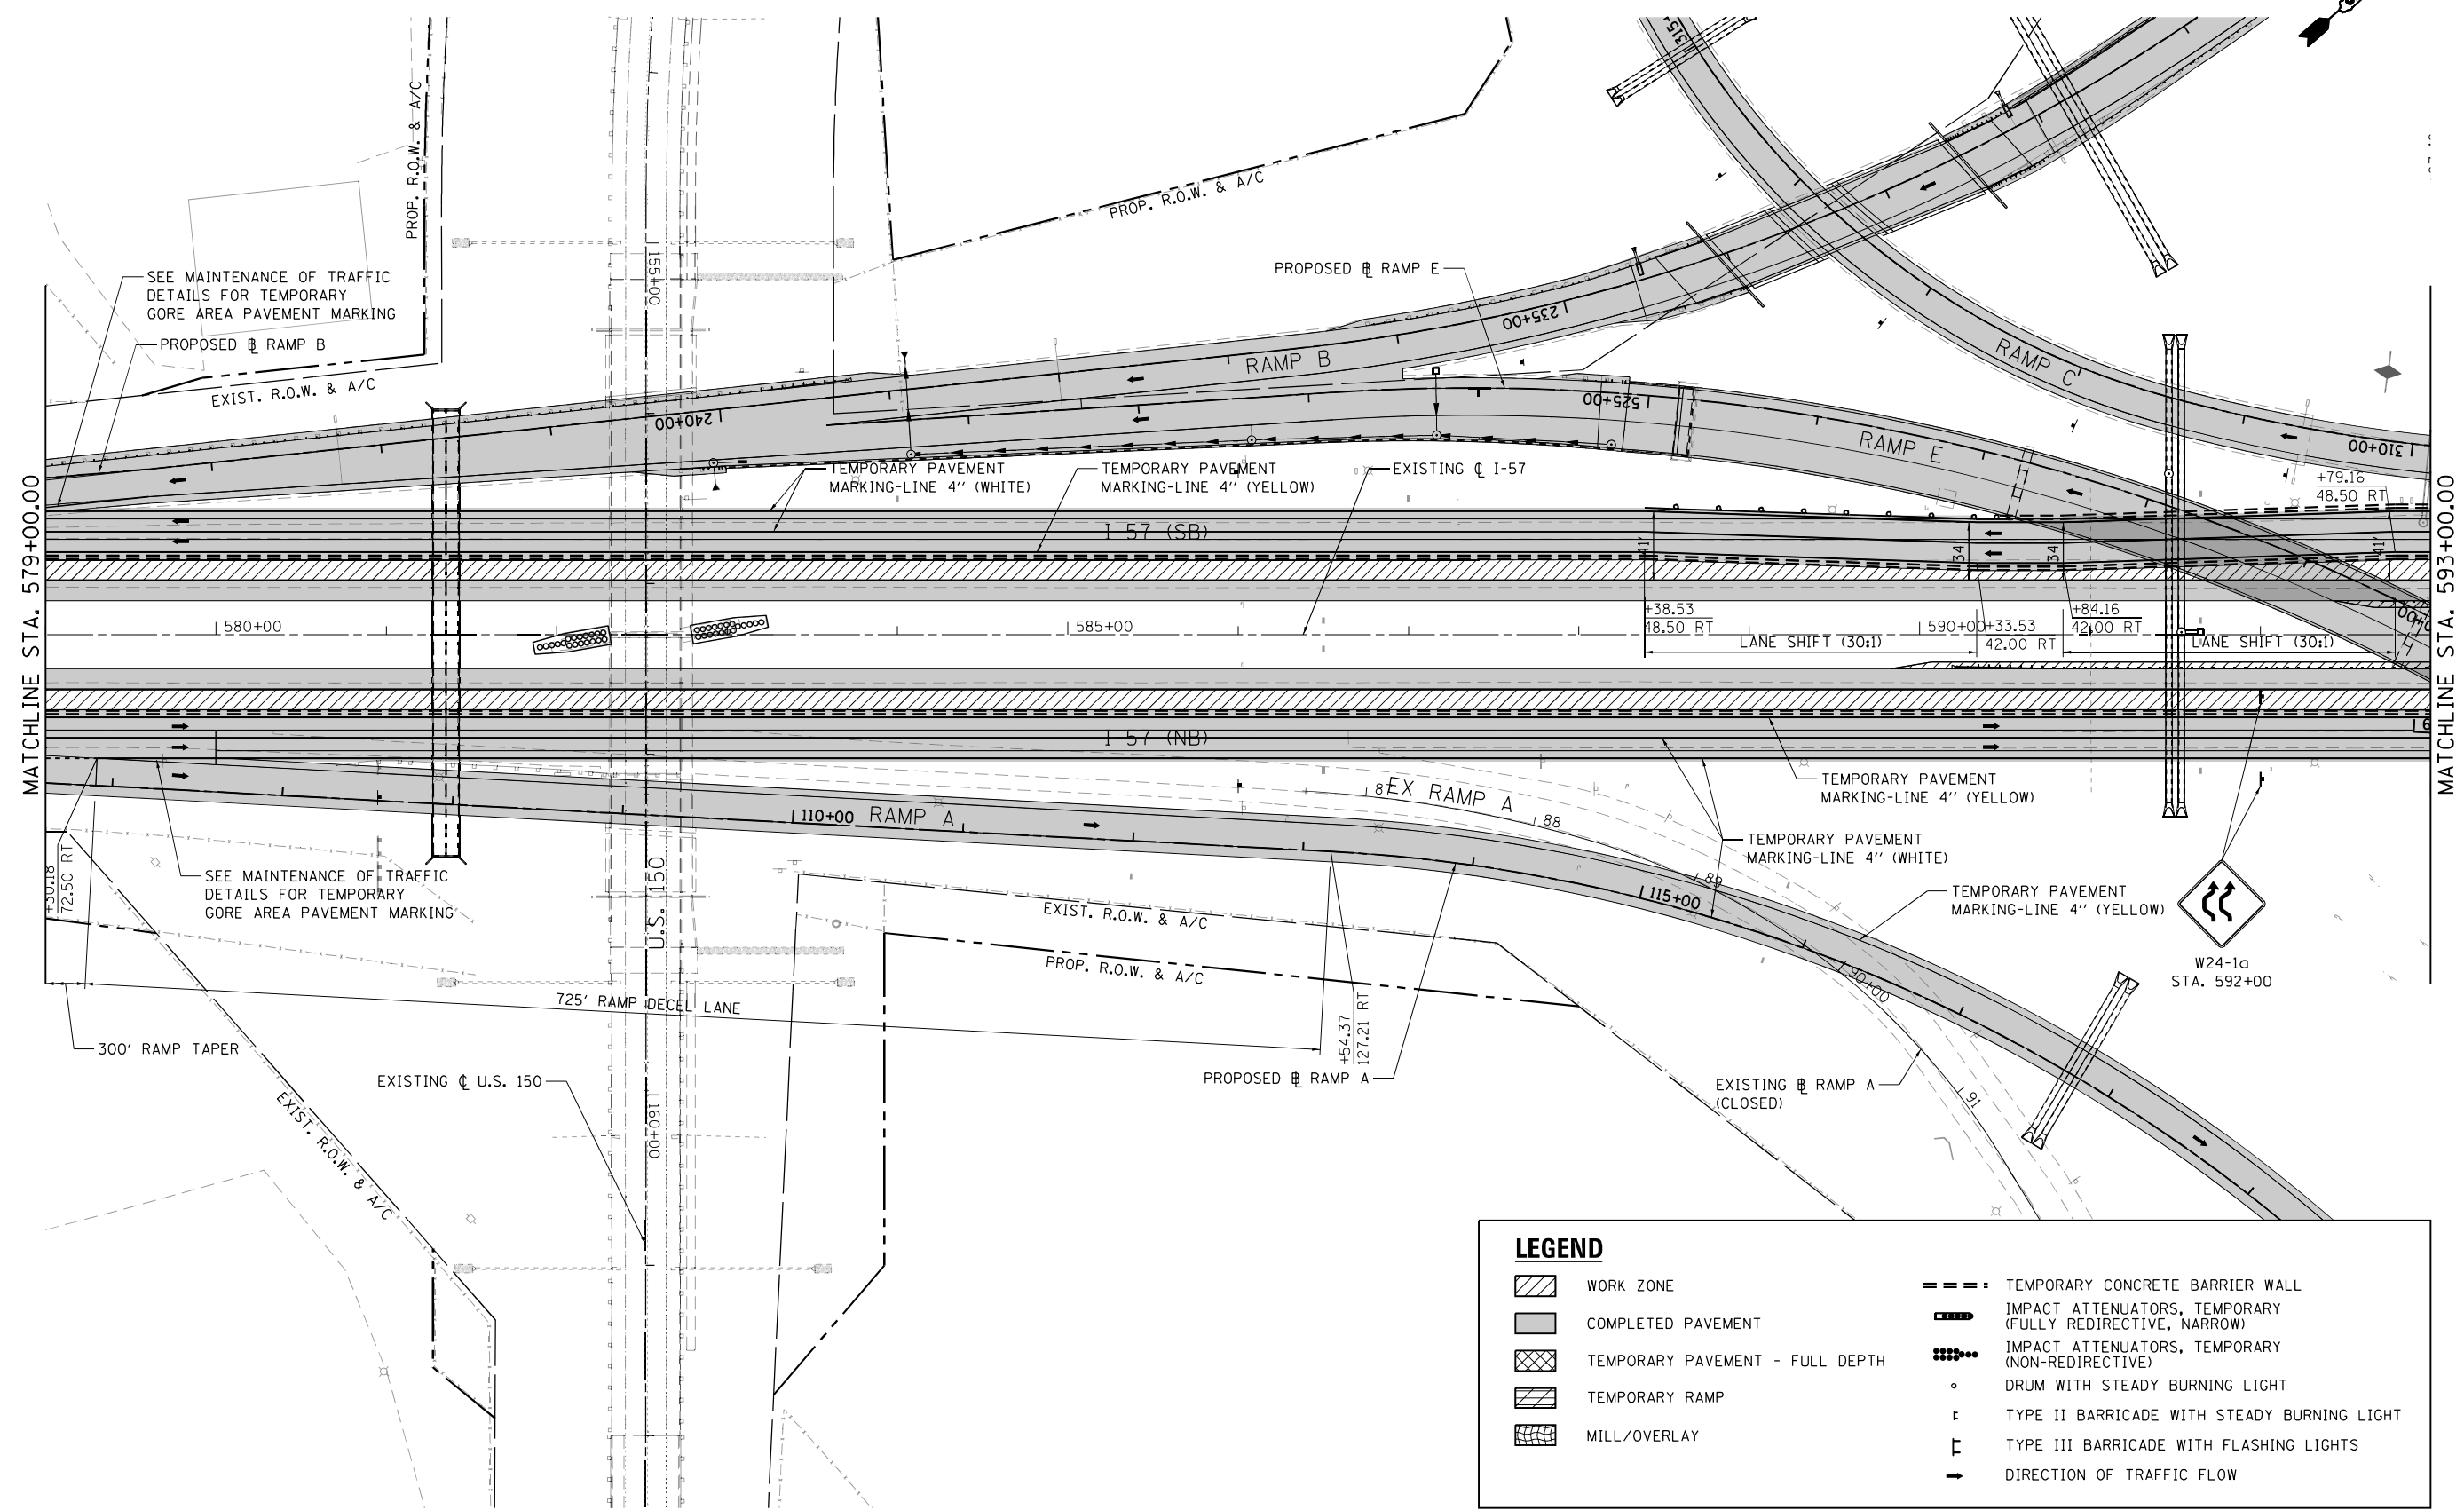 315+
PROP. R.O.W. & A/C
PROP. R.O.W. & A/C
155+00
SEE MAINTENANCE OF TRAFFIC
DETAILS FOR TEMPORARY
GORE AREA PAVEMENT MARKING
PROPOSED ℄ RAMP B
EXIST. R.O.W. & A/C
PROPOSED ℄ RAMP E
235+00
RAMP B
RAMP C
240+00
525+00
RAMP E
310+00
TEMPORARY PAVEMENT
MARKING-LINE 4'' (WHITE)
TEMPORARY PAVEMENT
MARKING-LINE 4'' (YELLOW)
EXISTING ℄ I-57
+79.16
48.50 RT
MATCHLINE STA. 579+00.00
MATCHLINE STA. 593+00.00
I 57 (SB)
41'
34'
34'
41'
580+00
585+00
590+00
+38.53
48.50 RT
+33.53
42.00 RT
+84.16
42.00 RT
LANE SHIFT (30:1)
LANE SHIFT (30:1)
I 57 (NB)
TEMPORARY PAVEMENT
MARKING-LINE 4'' (YELLOW)
87
EX RAMP A
88
110+00
RAMP A
TEMPORARY PAVEMENT
MARKING-LINE 4'' (WHITE)
+30.18
72.50 RT
SEE MAINTENANCE OF TRAFFIC
DETAILS FOR TEMPORARY
GORE AREA PAVEMENT MARKING
U.S. 150
EXIST. R.O.W. & A/C
89
115+00
TEMPORARY PAVEMENT
MARKING-LINE 4'' (YELLOW)
W24-1a
STA. 592+00
PROP. R.O.W. & A/C
90+00
725' RAMP DECEL LANE
300' RAMP TAPER
+54.37
127.21 RT
EXISTING ℄ U.S. 150
PROPOSED ℄ RAMP A
EXISTING ℄ RAMP A
(CLOSED)
91
EXIST. R.O.W. & A/C
160+00
LEGEND
WORK ZONE
COMPLETED PAVEMENT
TEMPORARY PAVEMENT - FULL DEPTH
TEMPORARY RAMP
MILL/OVERLAY
TEMPORARY CONCRETE BARRIER WALL
IMPACT ATTENUATORS, TEMPORARY
(FULLY REDIRECTIVE, NARROW)
IMPACT ATTENUATORS, TEMPORARY
(NON-REDIRECTIVE)
DRUM WITH STEADY BURNING LIGHT
TYPE II BARRICADE WITH STEADY BURNING LIGHT
TYPE III BARRICADE WITH FLASHING LIGHTS
DIRECTION OF TRAFFIC FLOW